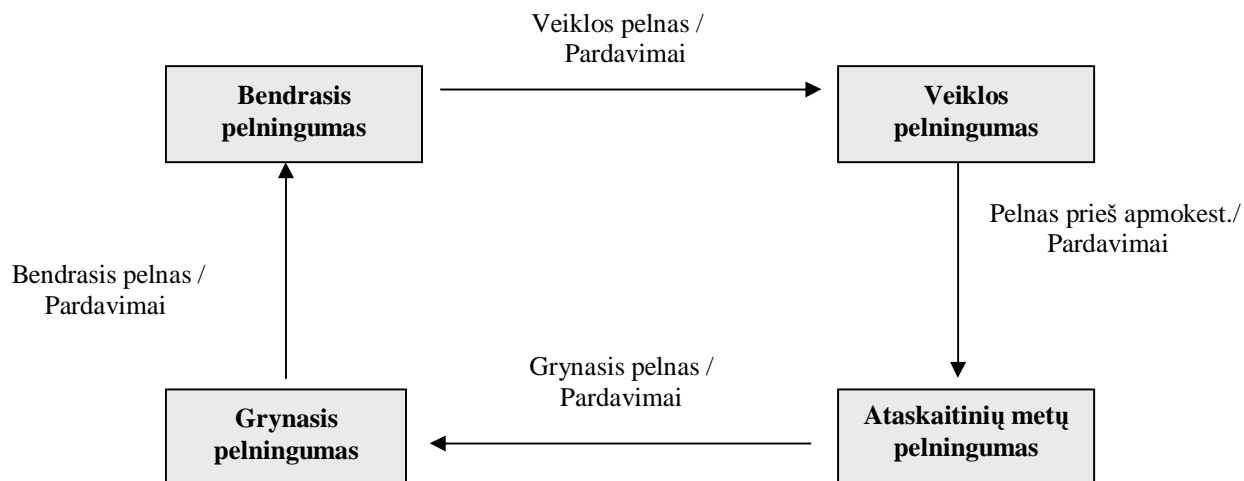 Veiklos pelnas /
Pardavimai
Bendrasis
pelningumas
Veiklos
pelningumas
Pelnas prieš apmokest./
Pardavimai
Bendrasis pelnas /
Pardavimai
Grynasis pelnas /
Pardavimai
Grynasis
pelningumas
Ataskaitinių metų
pelningumas